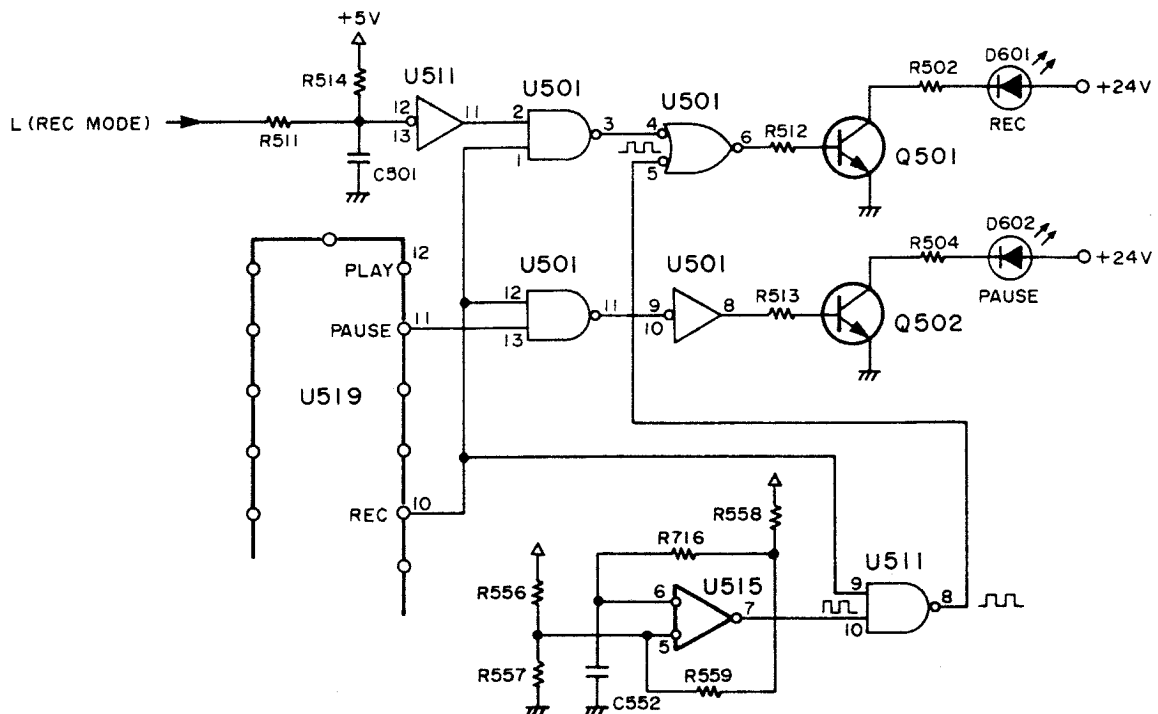 +5V
R514
L (REC MODE)
R511
C501
12
13
U511
11
U501
2
1
3
U501
4
5
6
R512
Q501
R502
D601
REC
+24V
PLAY
12
PAUSE
11
U519
REC
10
U501
12
13
11
U501
9
10
8
R513
Q502
R504
D602
PAUSE
+24V
R558
R716
R556
R557
U515
6
5
7
C552
R559
U511
9
10
8